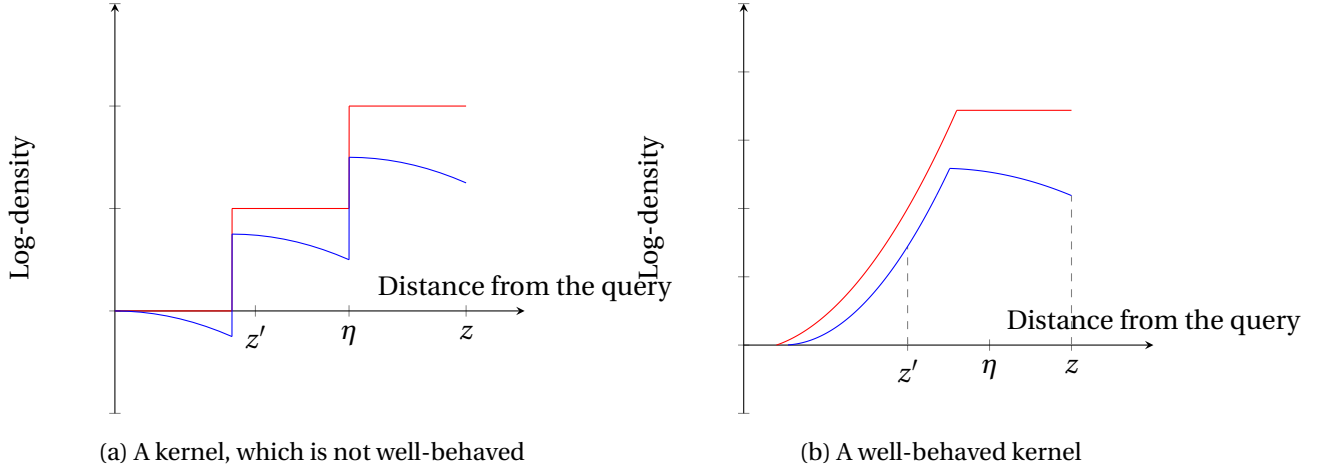 Log-density
Distance from the query
z′
η
z
(a) A kernel, which is not well-behaved
Log-density
Distance from the query
z′
η
z
(b) A well-behaved kernel